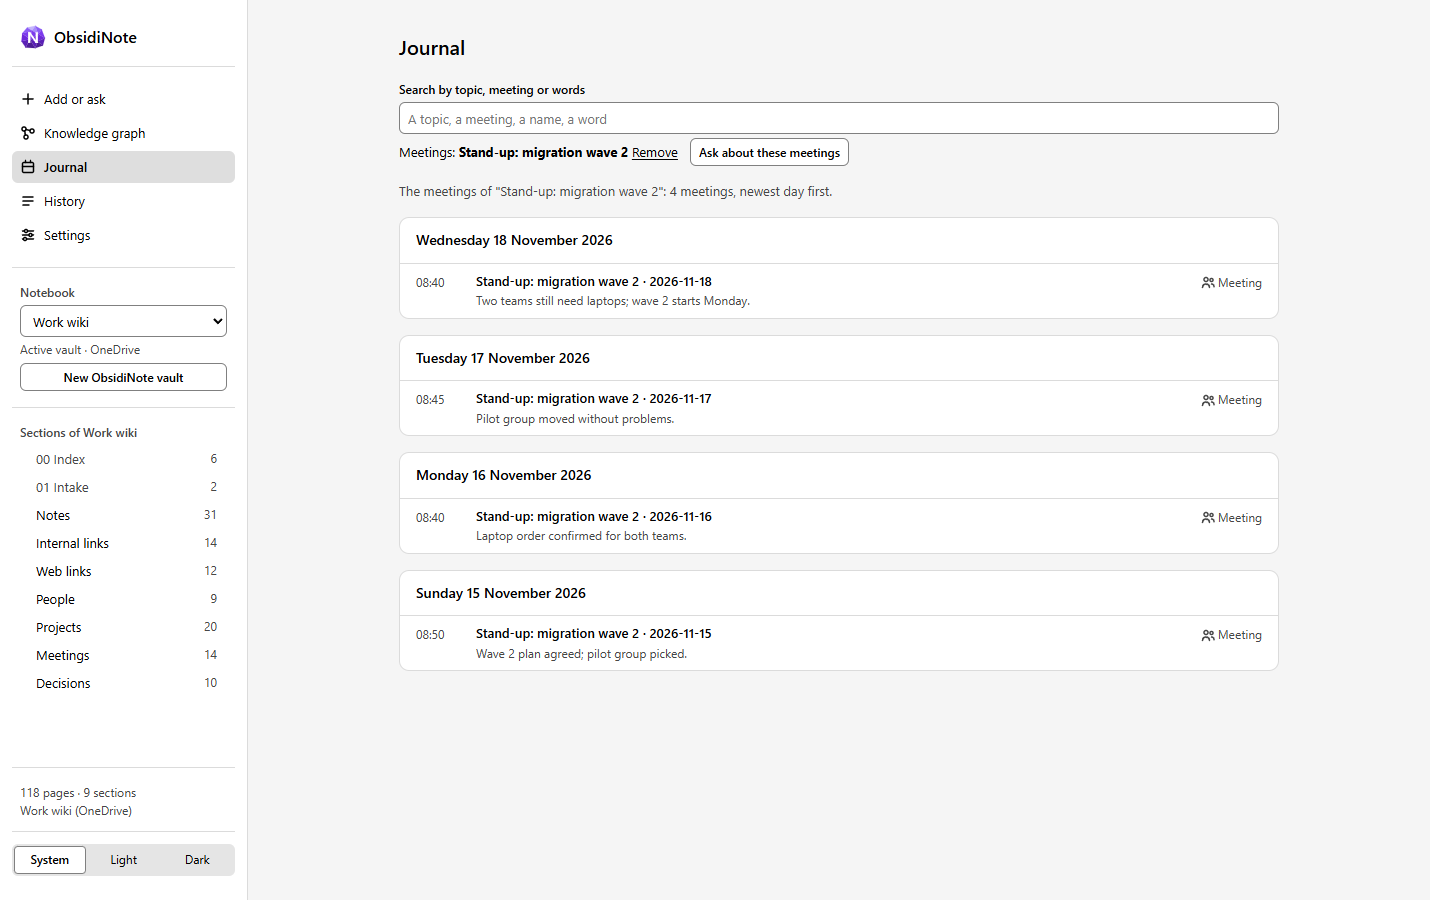 ObsidiNote
Add or ask
Knowledge graph
Journal
History
Settings
Notebook
Work wiki
Active vault · OneDrive
New ObsidiNote vault
Sections of Work wiki
00 Index 6
01 Intake 2
Notes 31
Internal links 14
Web links 12
People 9
Projects 20
Meetings 14
Decisions 10
118 pages · 9 sections
Work wiki (OneDrive)
System Light Dark
Journal
Search by topic, meeting or words
A topic, a meeting, a name, a word
Meetings: Stand-up: migration wave 2 Remove Ask about these meetings
The meetings of "Stand-up: migration wave 2": 4 meetings, newest day first.
Wednesday 18 November 2026
08:40 Stand-up: migration wave 2 · 2026-11-18 Meeting
Two teams still need laptops; wave 2 starts Monday.
Tuesday 17 November 2026
08:45 Stand-up: migration wave 2 · 2026-11-17 Meeting
Pilot group moved without problems.
Monday 16 November 2026
08:40 Stand-up: migration wave 2 · 2026-11-16 Meeting
Laptop order confirmed for both teams.
Sunday 15 November 2026
08:50 Stand-up: migration wave 2 · 2026-11-15 Meeting
Wave 2 plan agreed; pilot group picked.